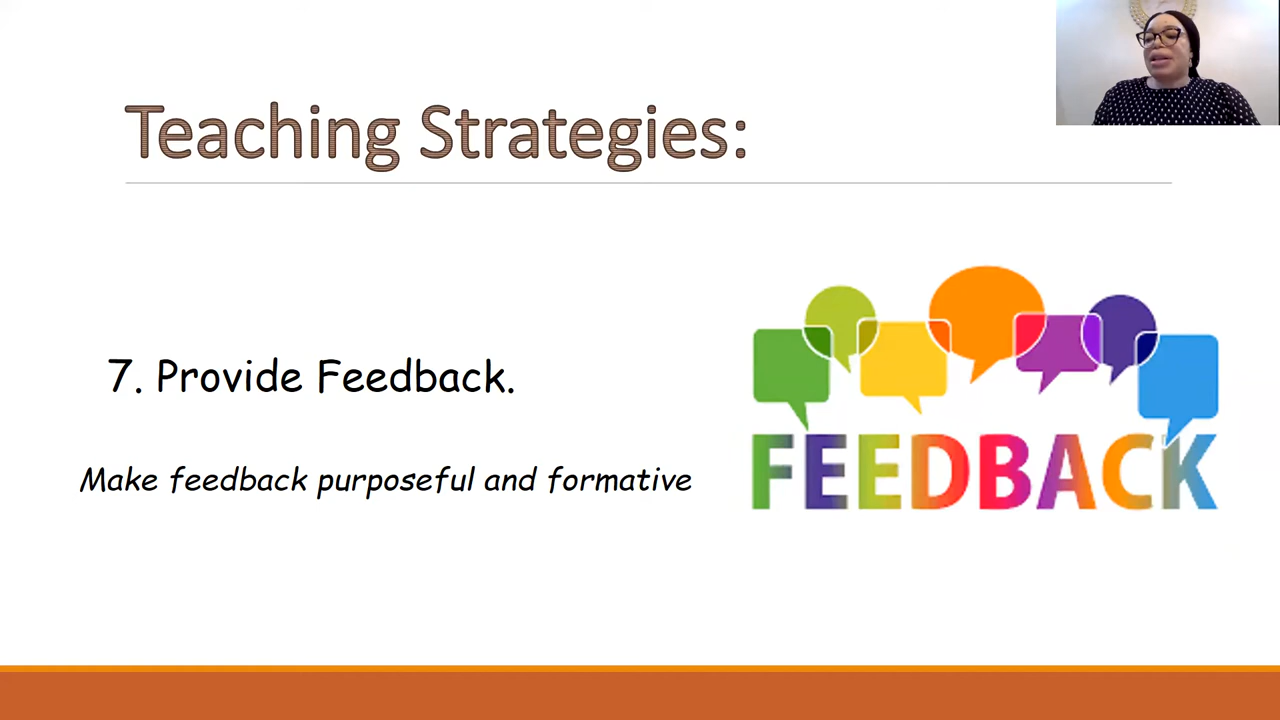 Teaching Strategies:
7. Provide Feedback.
Make feedback purposeful and formative
FEEDBACK